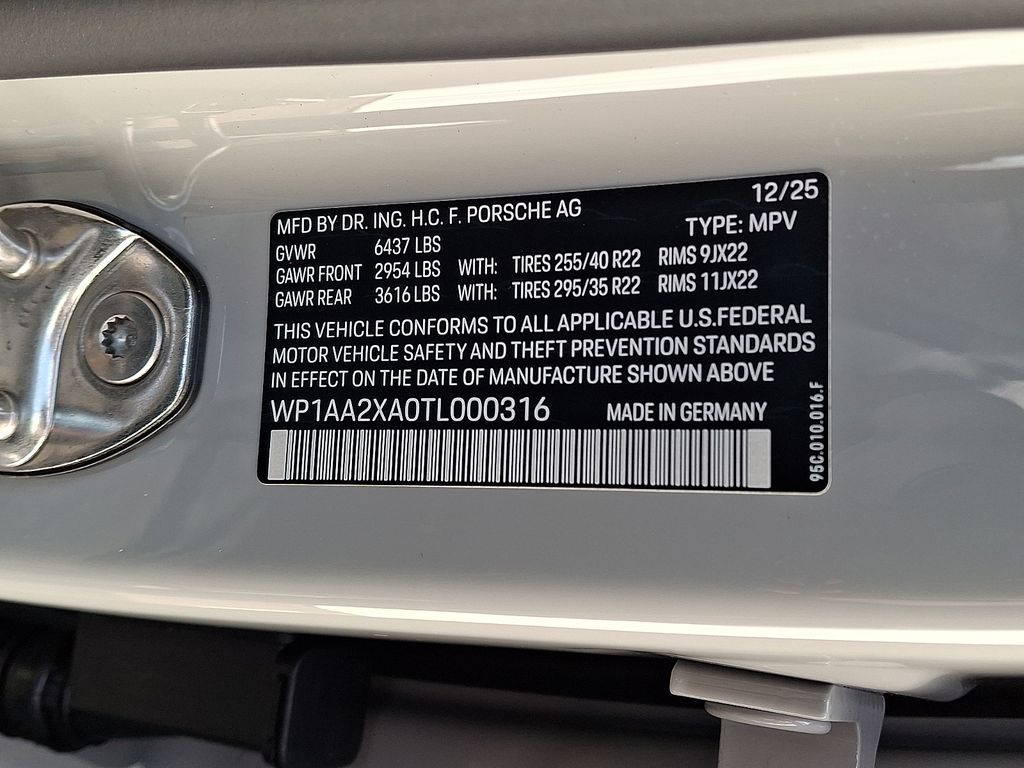 12/25
MFD BY DR. ING. H.C. F. PORSCHE AG
TYPE: MPV
GVWR 6437 LBS
GAWR FRONT 2954 LBS WITH: TIRES 255/40 R22 RIMS 9JX22
GAWR REAR 3616 LBS WITH: TIRES 295/35 R22 RIMS 11JX22
THIS VEHICLE CONFORMS TO ALL APPLICABLE U.S.FEDERAL
MOTOR VEHICLE SAFETY AND THEFT PREVENTION STANDARDS
IN EFFECT ON THE DATE OF MANUFACTURE SHOWN ABOVE
WP1AA2XA0TL000316 MADE IN GERMANY
95C.010.016.F